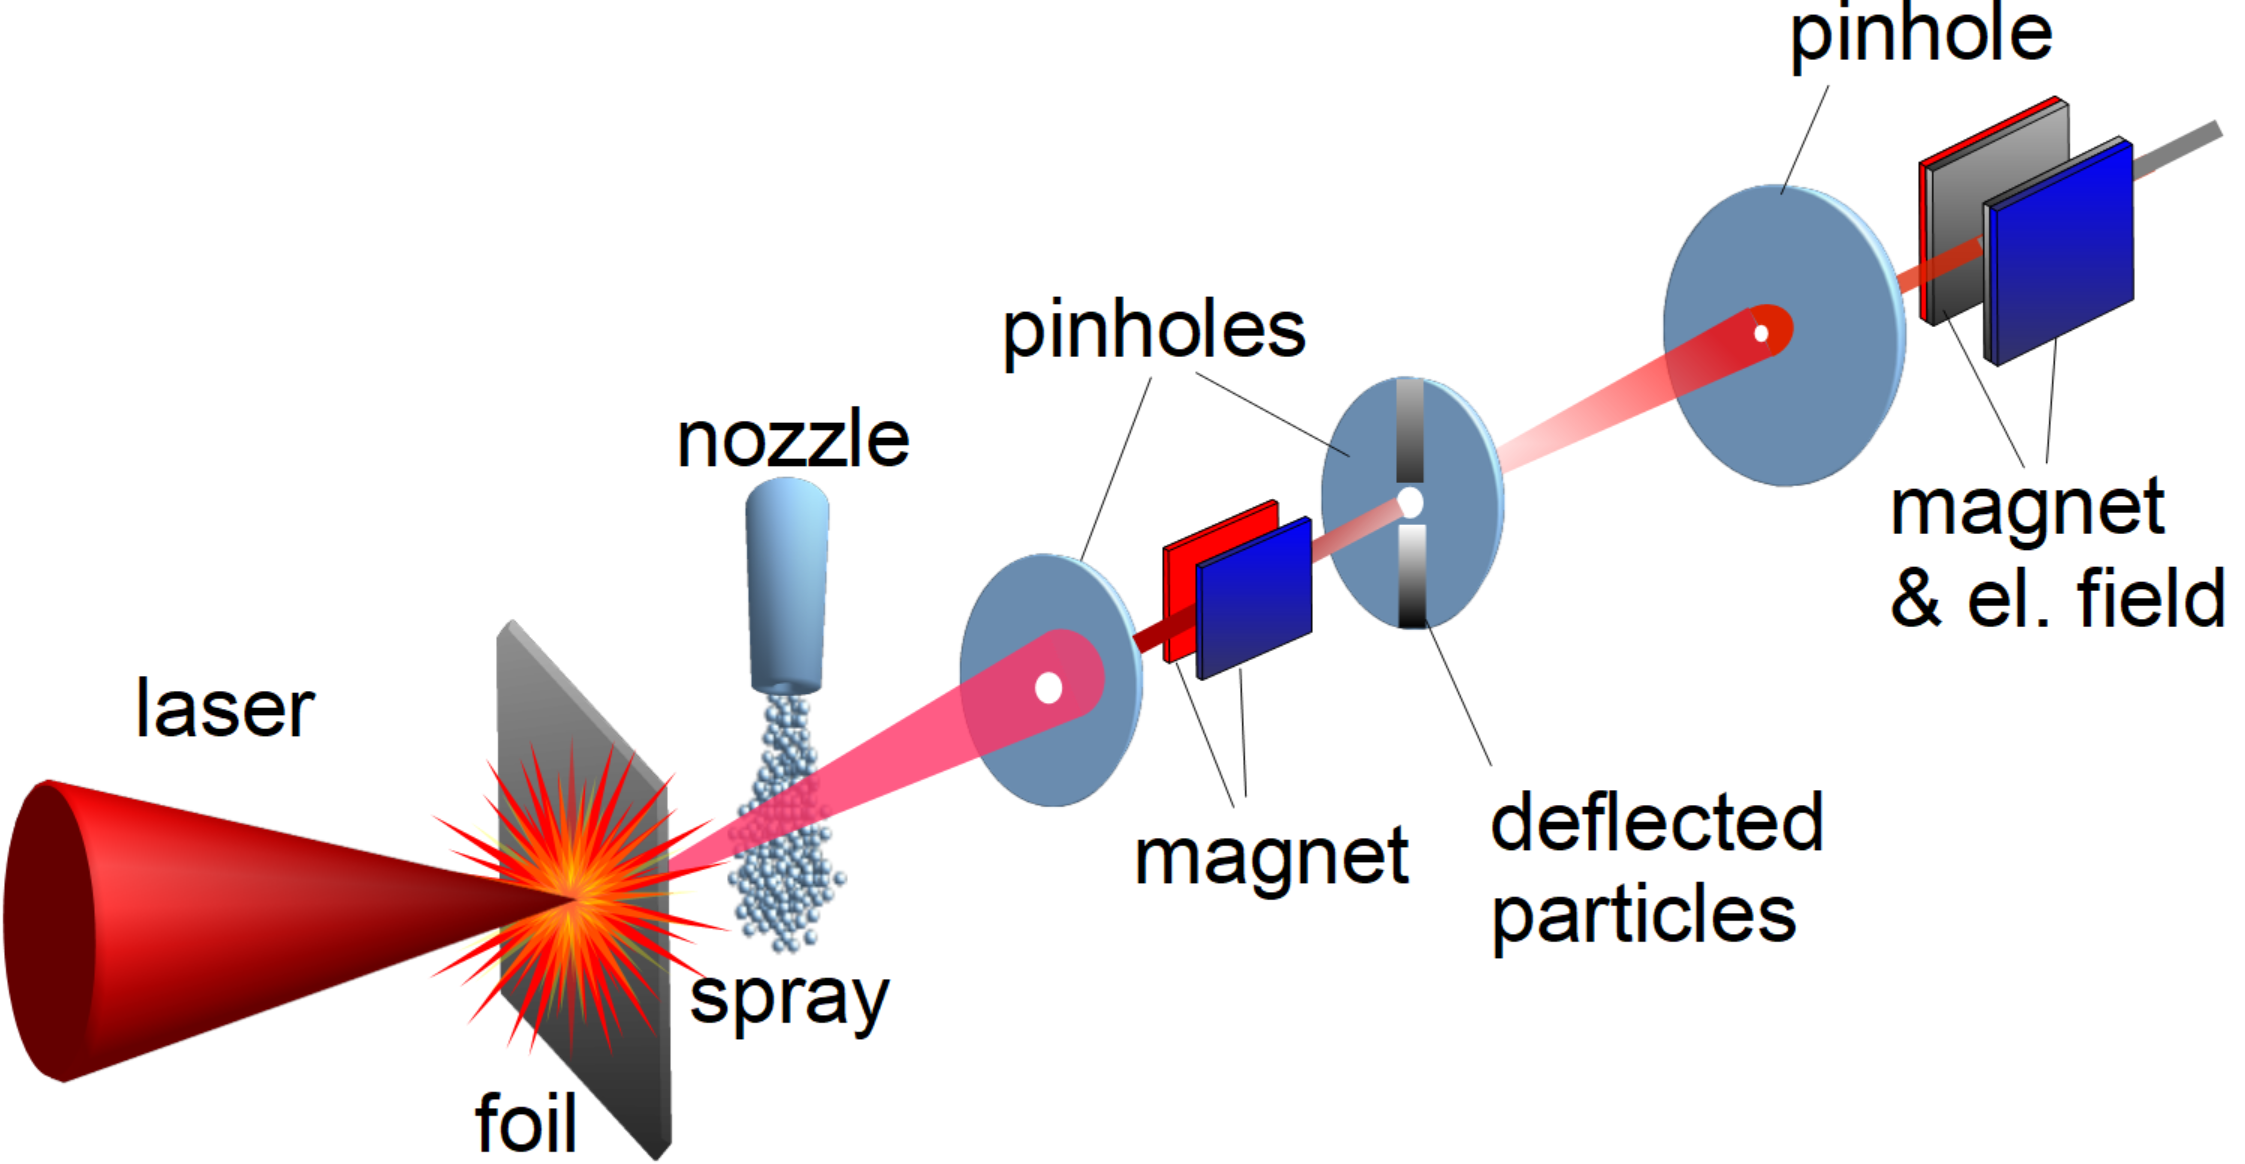 pinhole
pinholes
nozzle
magnet
& el. field
laser
deflected
particles
magnet
spray
foil